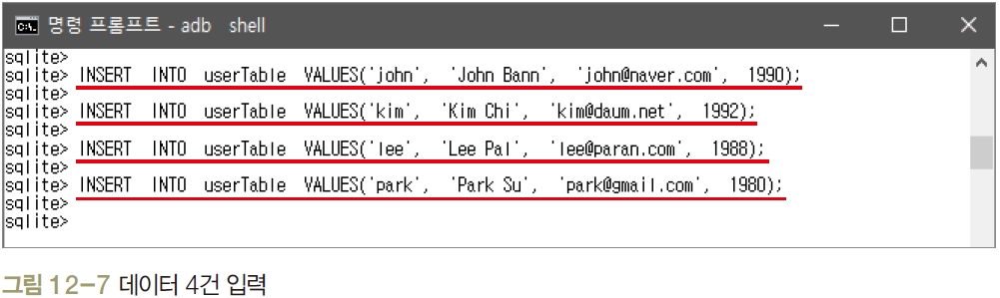 명령 프롬프트 - adb shell
sqlite>
sqlite> INSERT INTO userTable VALUES('john', 'John Bann', 'john@naver.com', 1990);
sqlite>
sqlite> INSERT INTO userTable VALUES('kim', 'Kim Chi', 'kim@daum.net', 1992);
sqlite>
sqlite> INSERT INTO userTable VALUES('lee', 'Lee Pal', 'lee@paran.com', 1988);
sqlite>
sqlite> INSERT INTO userTable VALUES('park', 'Park Su', 'park@gmail.com', 1980);
sqlite>
sqlite>
그림 12-7 데이터 4건 입력